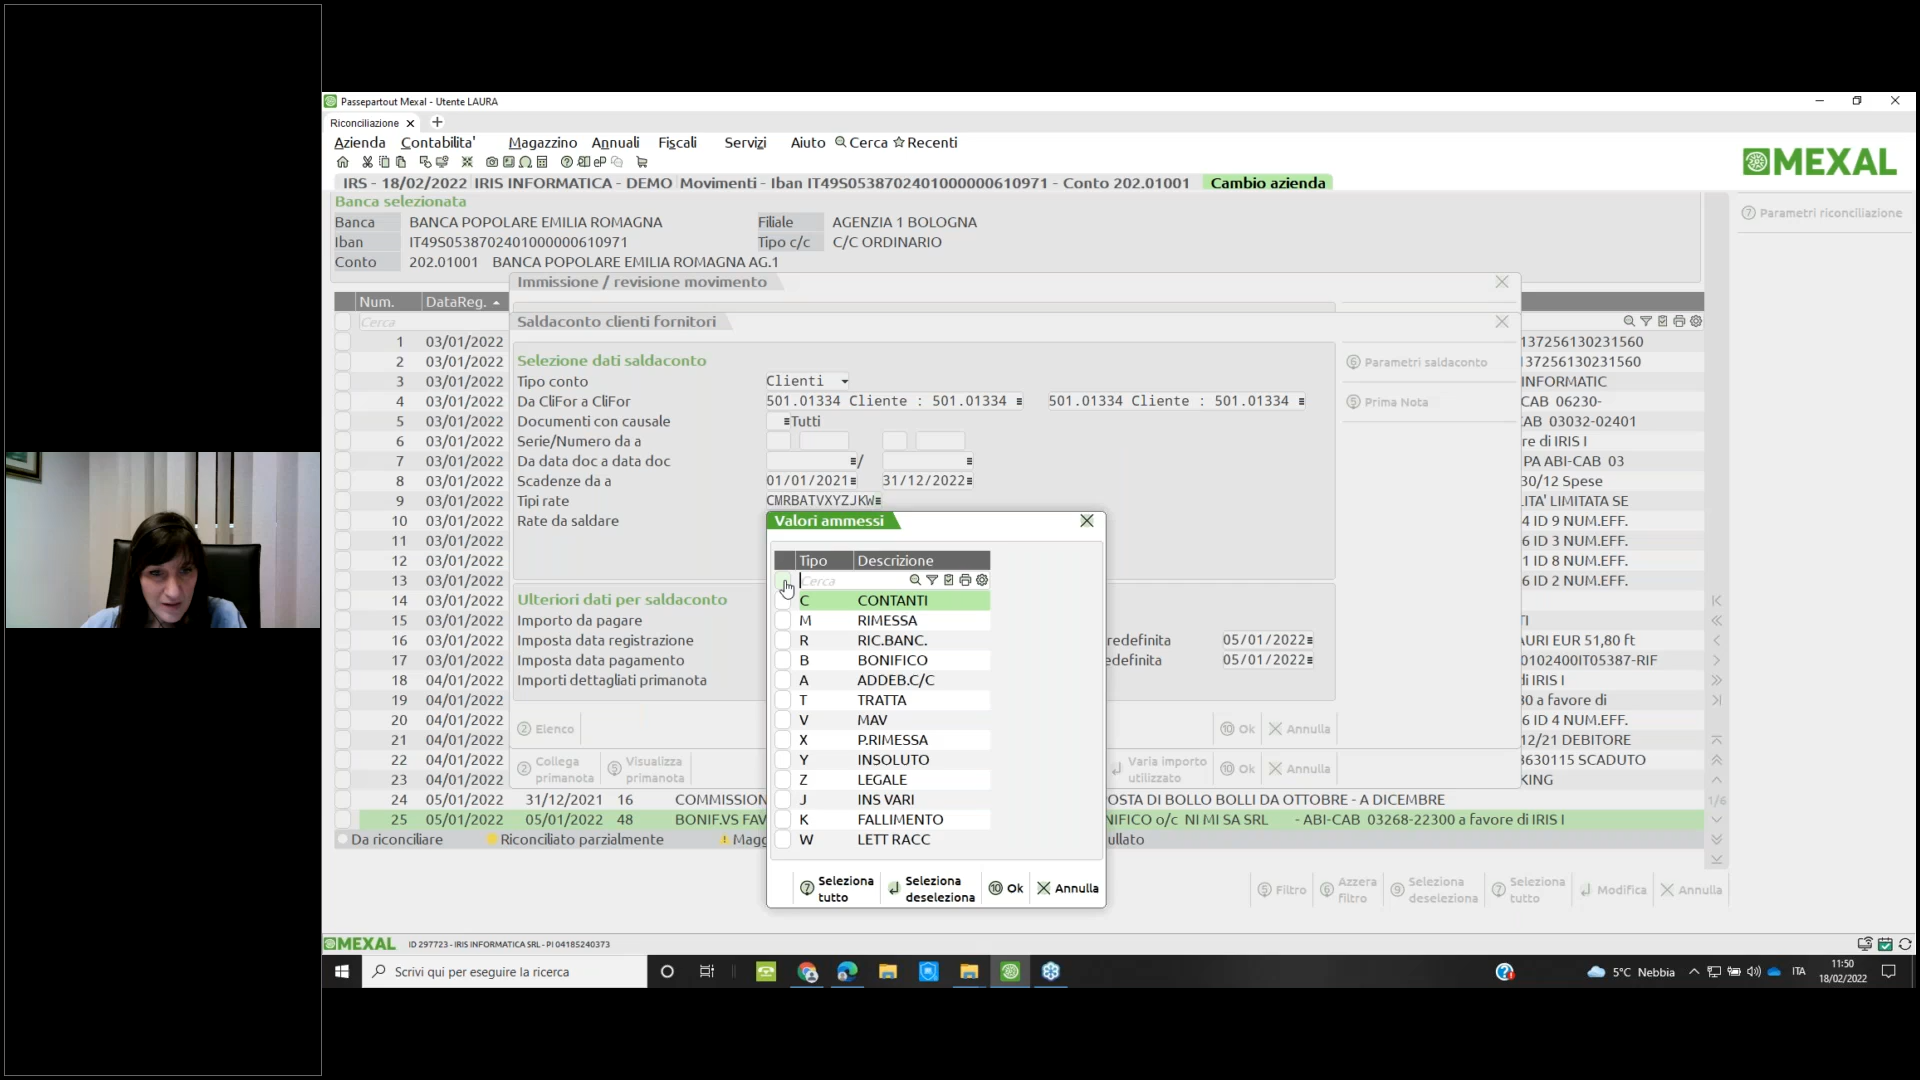 Passepartout Mexal - Utente LAURA
Riconciliazione
Azienda Contabilita' Magazzino Annuali Fiscali Servizi Aiuto Cerca Recenti
MEXAL
IRS - 18/02/2022 IRIS INFORMATICA - DEMO Movimenti - Iban IT49S0538702401000000610971 - Conto 202.01001 Cambio azienda
Banca selezionata
Banca BANCA POPOLARE EMILIA ROMAGNA Filiale AGENZIA 1 BOLOGNA
Iban IT49S0538702401000000610971 Tipo c/c C/C ORDINARIO
Conto 202.01001 BANCA POPOLARE EMILIA ROMAGNA AG.1
Parametri riconciliazione
Immissione / revisione movimento
Num. DataReg.
Cerca
Saldaconto clienti fornitori
1 03/01/2022 137256130231560
2 03/01/2022 Selezione dati saldaconto Parametri saldaconto 137256130231560
3 03/01/2022 Tipo conto Clienti INFORMATIC
4 03/01/2022 Da CliFor a CliFor 501.01334 Cliente : 501.01334 501.01334 Cliente : 501.01334 Prima Nota CAB 06230-
5 03/01/2022 Documenti con causale Tutti CAB 03032-02401
6 03/01/2022 Serie/Numero da a re di IRIS I
7 03/01/2022 Da data doc a data doc / PA ABI-CAB 03
8 03/01/2022 Scadenze da a 01/01/2021 31/12/2022 30/12 Spese
9 03/01/2022 Tipi rate CMRBATVXYZJKW LITA' LIMITATA SE
10 03/01/2022 Rate da saldare 4 ID 9 NUM.EFF.
11 03/01/2022 6 ID 3 NUM.EFF.
12 03/01/2022 1 ID 8 NUM.EFF.
13 03/01/2022 6 ID 2 NUM.EFF.
14 03/01/2022 Ulteriori dati per saldaconto
15 03/01/2022 Importo da pagare
16 03/01/2022 Imposta data registrazione redefinita 05/01/2022 AURI EUR 51,80 ft
17 03/01/2022 Imposta data pagamento edefinita 05/01/2022 0102400IT05387-RIF
18 04/01/2022 Importi dettagliati primanota di IRIS I
19 04/01/2022 30 a favore di
20 04/01/2022 Elenco Ok Annulla 6 ID 4 NUM.EFF.
21 04/01/2022 12/21 DEBITORE
22 04/01/2022 Collega primanota Visualizza primanota Varia importo utilizzato Ok Annulla 3630115 SCADUTO
23 04/01/2022 KING
24 05/01/2022 31/12/2021 16 COMMISSION OSTA DI BOLLO BOLLI DA OTTOBRE - A DICEMBRE
1/6
25 05/01/2022 05/01/2022 48 BONIF.VS FAV NIFICO o/c NI MI SA SRL - ABI-CAB 03268-22300 a favore di IRIS I
Da riconciliare Riconciliato parzialmente Magg ullato
Valori ammessi
Tipo Descrizione
Cerca
C CONTANTI
M RIMESSA
R RIC.BANC.
B BONIFICO
A ADDEB.C/C
T TRATTA
V MAV
X P.RIMESSA
Y INSOLUTO
Z LEGALE
J INS VARI
K FALLIMENTO
W LETT RACC
Seleziona tutto Seleziona deseleziona Ok Annulla
Filtro Azzera filtro Seleziona deseleziona Seleziona tutto Modifica Annulla
MEXAL ID 297723 - IRIS INFORMATICA SRL - PI 04185240373
Scrivi qui per eseguire la ricerca
5°C Nebbia ITA 11:50
18/02/2022